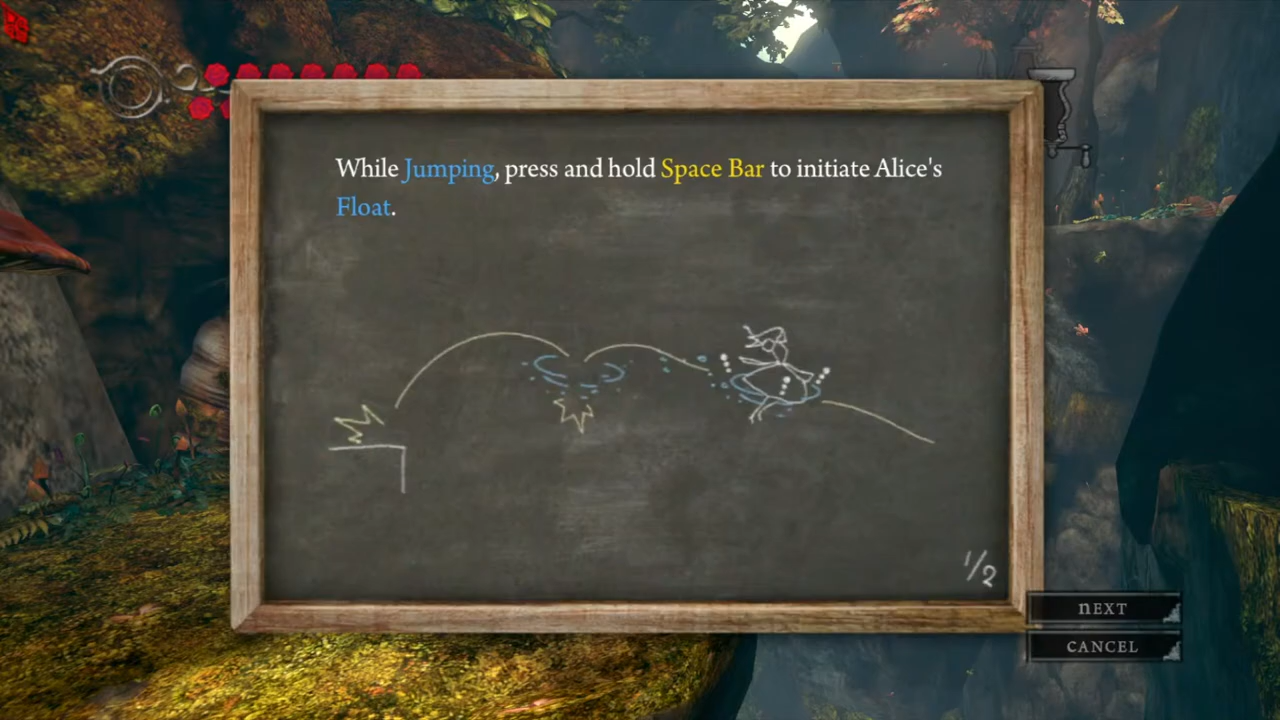 While Jumping, press and hold Space Bar to initiate Alice's
Float.
1/2
NEXT
CANCEL